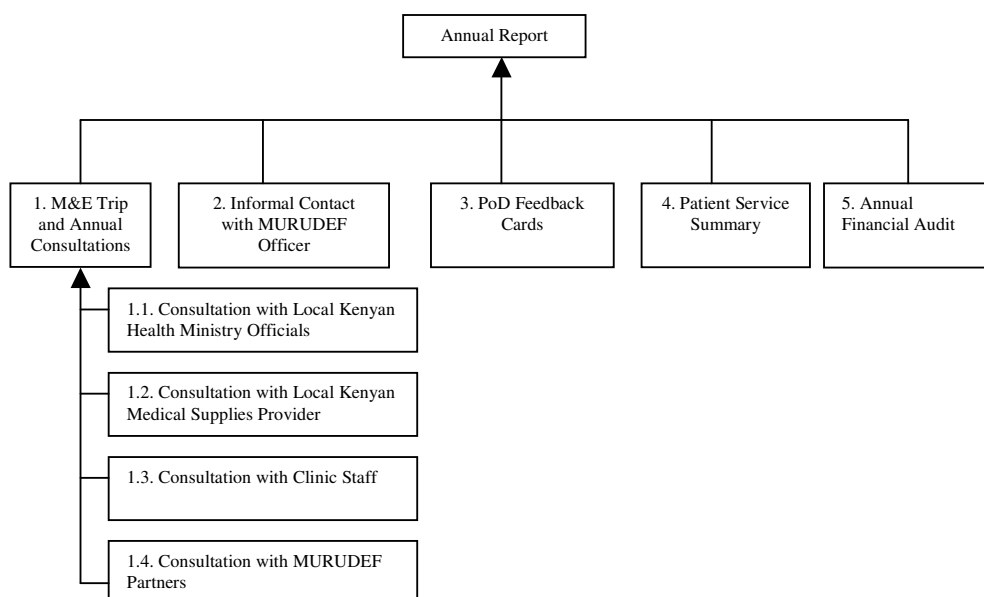 Annual Report
1. M&E Trip
and Annual
Consultations
2. Informal Contact
with MURUDEF
Officer
3. PoD Feedback
Cards
4. Patient Service
Summary
5. Annual
Financial Audit
1.1. Consultation with Local Kenyan
Health Ministry Officials
1.2. Consultation with Local Kenyan
Medical Supplies Provider
1.3. Consultation with Clinic Staff
1.4. Consultation with MURUDEF
Partners